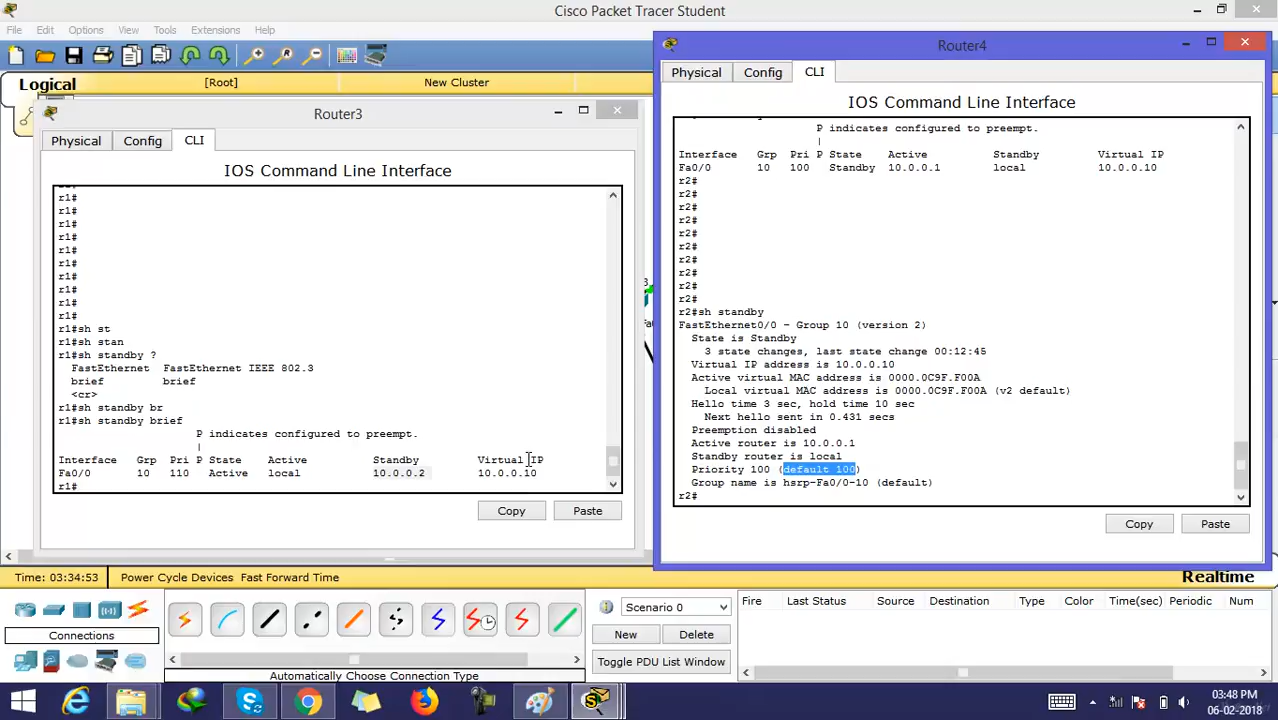 Cisco Packet Tracer Student
File Edit View Tools Extensions Help
Logical [Root] New Cluster
Router3
Physical Config CLI
IOS Command Line Interface
r1#
r1#
r1#
r1#
r1#
r1#
r1#
r1#
r1#
r1#
r1#sh st
r1#sh stan
r1#sh standby ?
FastEthernet FastEthernet IEEE 802.3
brief brief
<cr>
r1#sh standby br
r1#sh standby brief
P indicates configured to preempt.
|
Interface Grp Pri P State Active Standby Virtual IP
Fa0/0 10 110 Active local 10.0.0.2 10.0.0.10
r1#
Copy Paste
Router4
Physical Config CLI
IOS Command Line Interface
P indicates configured to preempt.
|
Interface Grp Pri P State Active Standby Virtual IP
Fa0/0 10 100 Standby 10.0.0.1 local 10.0.0.10
r2#
r2#
r2#
r2#
r2#
r2#
r2#
r2#
r2#
r2#
r2#sh standby
FastEthernet0/0 - Group 10 (version 2)
State is Standby
3 state changes, last state change 00:12:45
Virtual IP address is 10.0.0.10
Active virtual MAC address is 0000.0C9F.F00A
Local virtual MAC address is 0000.0C9F.F00A (v2 default)
Hello time 3 sec, hold time 10 sec
Next hello sent in 0.431 secs
Preemption disabled
Active router is 10.0.0.1
Standby router is local
Priority 100 (default 100)
Group name is hsrp-Fa0/0-10 (default)
r2#
Copy Paste
Time: 03:34:53 Power Cycle Devices Fast Forward Time Realtime
Connections
Automatically Choose Connection Type
Scenario 0
New Delete
Toggle PDU List Window
Fire Last Status Source Destination Type Color Time(sec) Periodic Num
03:48 PM
06-02-2018